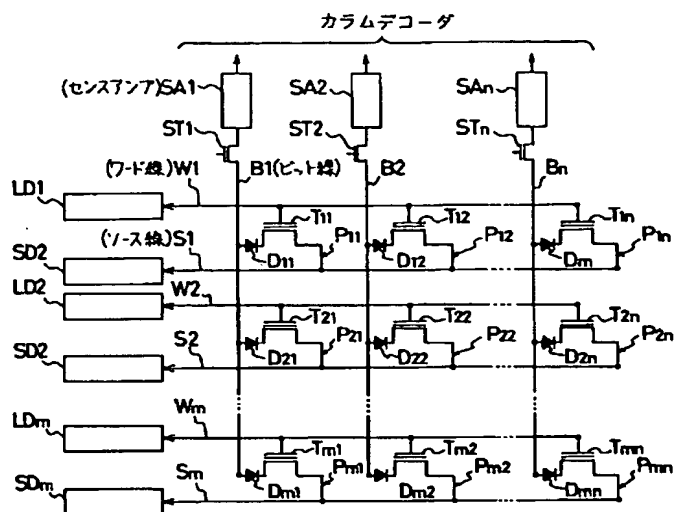 カラムデコーダ
(センスアンプ)SA1 SA2 SAn
ST1 ST2 STn
(ワード線)W1 B1(ビット線) B2 Bn
LD1
T11 T12 T1n
(ソース線)S1 P11 P12 P1n
SD2
D11 D12 Dm
LD2 W2
T21 T22 T2n
S2 P21 P22 P2n
SD2
D21 D22 D2n
Wm
LDm
Tm1 Tm2 Tmn
Sm Pm1 Pm2 Pmn
SDm
Dm1 Dm2 Dmn